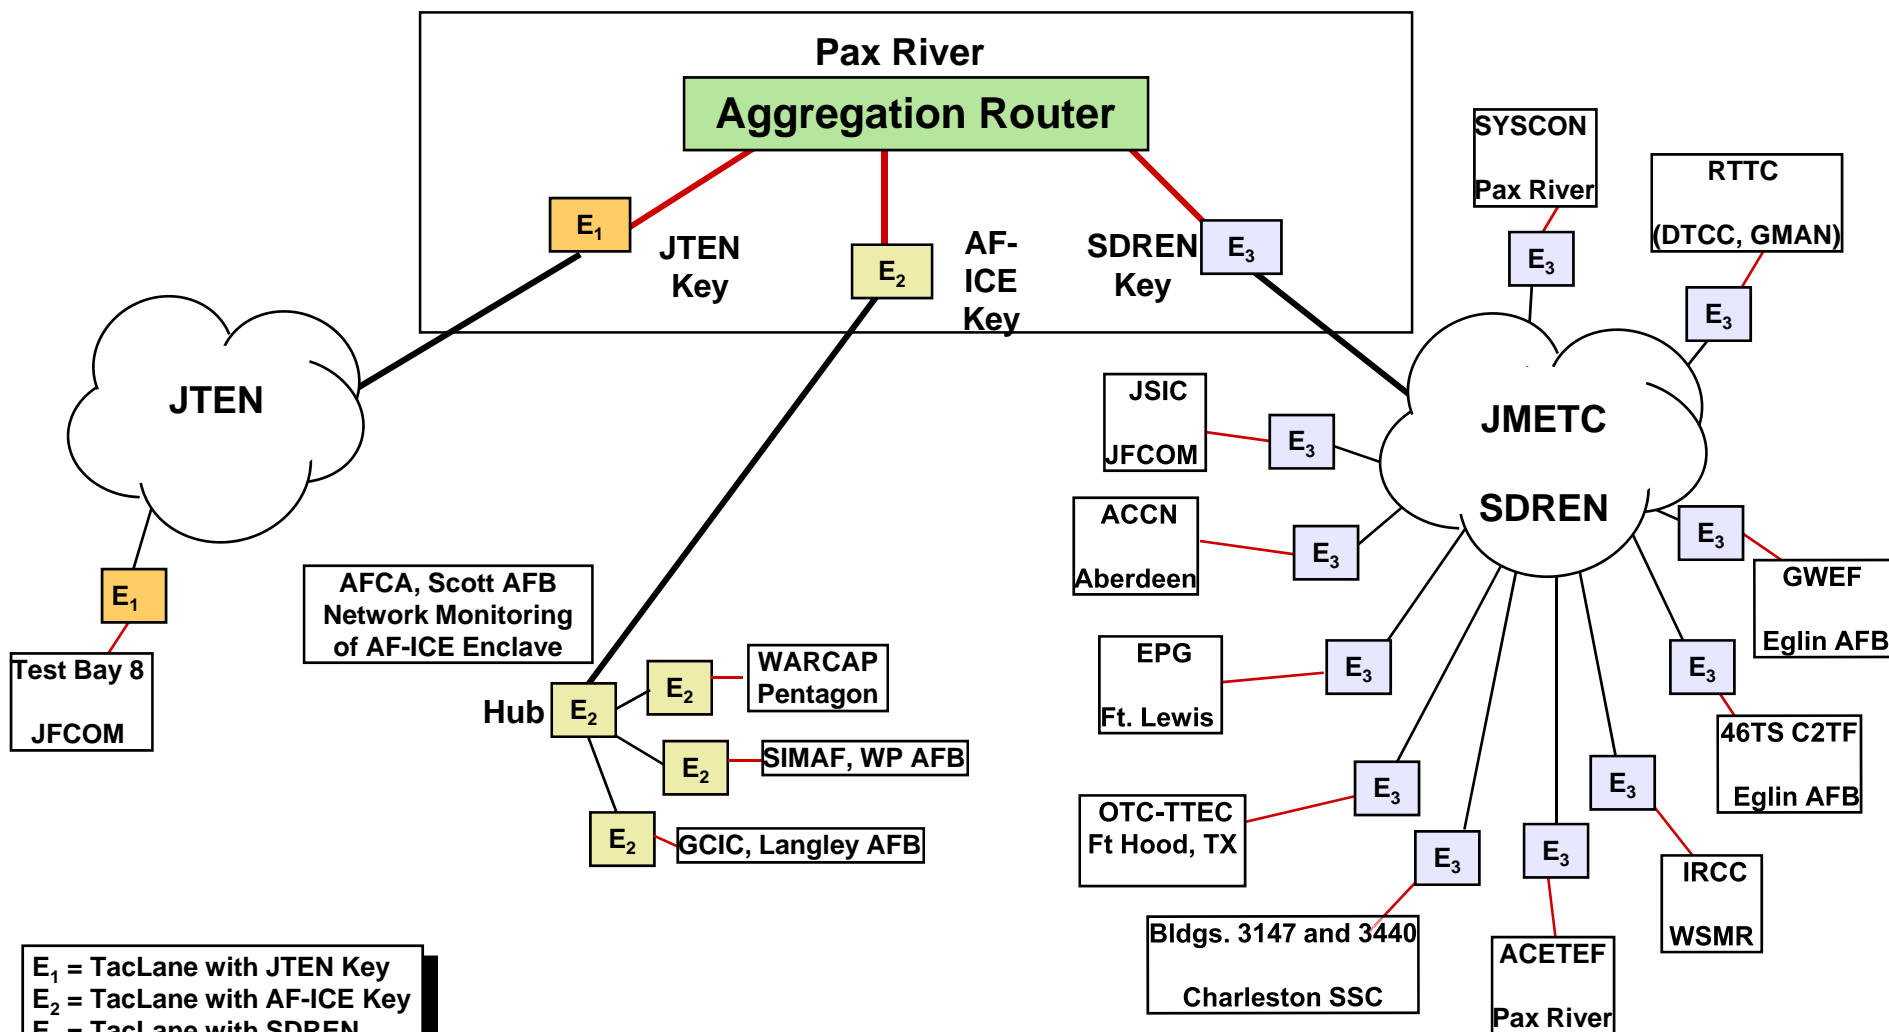 Pax River
Aggregation Router
E1
JTEN
Key
E2
AF-
ICE
Key
SDREN
Key
E3
SYSCON
Pax River
E3
RTTC
(DTCC, GMAN)
E3
JTEN
E1
Test Bay 8
JFCOM
AFCA, Scott AFB
Network Monitoring
of AF-ICE Enclave
Hub
E2
E2
WARCAP
Pentagon
E2
SIMAF, WP AFB
E2
GCIC, Langley AFB
JMETC
SDREN
JSIC
JFCOM
E3
ACCN
Aberdeen
E3
EPG
Ft. Lewis
E3
OTC-TTEC
Ft Hood, TX
E3
Bldgs. 3147 and 3440
Charleston SSC
E3
E3
ACETEF
Pax River
E3
IRCC
WSMR
E3
46TS C2TF
Eglin AFB
E3
GWEF
Eglin AFB
E1 = TacLane with JTEN Key
E2 = TacLane with AF-ICE Key
= TacLane with SDREN